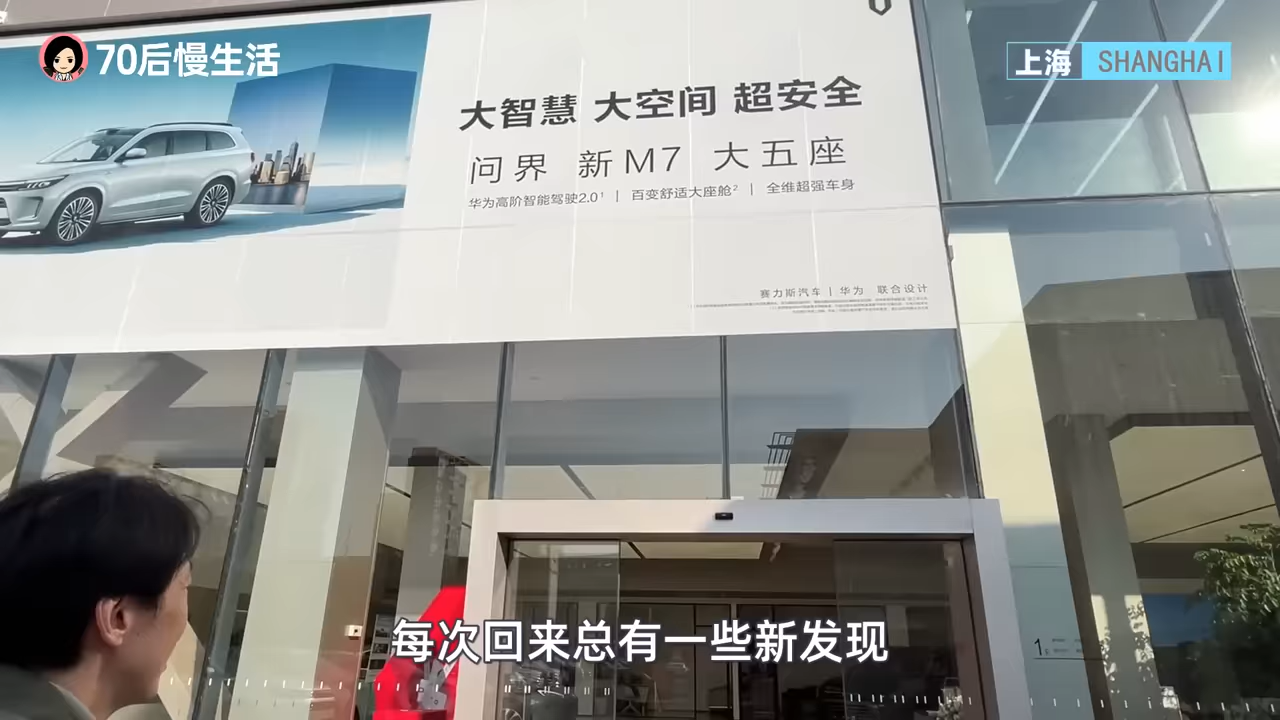 70后慢生活
上海 SHANGHAI
大智慧 大空间 超安全
问界 新M7 大五座
华为高阶智能驾驶2.0¹ | 百变舒适大座舱² | 全维超强车身
赛力斯汽车 | 华为 联合设计
1
每次回来总有一些新发现